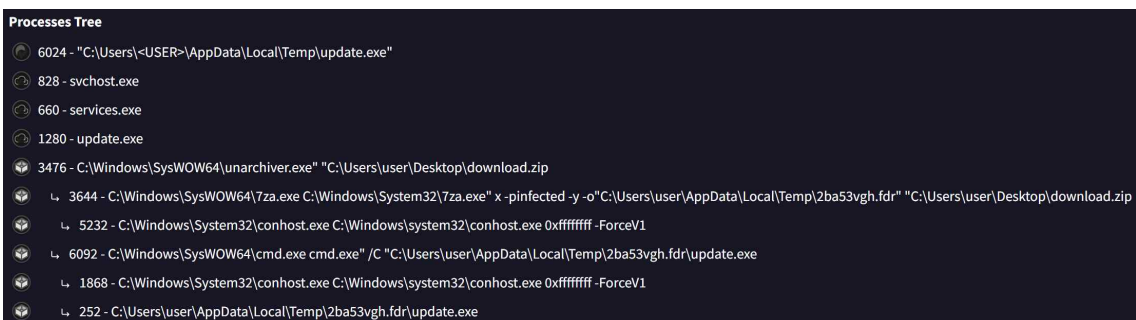 Processes Tree
6024 - "C:\Users\<USER>\AppData\Local\Temp\update.exe"
828 - svchost.exe
660 - services.exe
1280 - update.exe
3476 - C:\Windows\SysWOW64\unarchiver.exe" "C:\Users\user\Desktop\download.zip
↳ 3644 - C:\Windows\SysWOW64\7za.exe C:\Windows\System32\7za.exe" x -pinfected -y -o"C:\Users\user\AppData\Local\Temp\2ba53vgh.fdr" "C:\Users\user\Desktop\download.zip
↳ 5232 - C:\Windows\System32\conhost.exe C:\Windows\system32\conhost.exe 0xffffffff -ForceV1
↳ 6092 - C:\Windows\SysWOW64\cmd.exe cmd.exe" /C "C:\Users\user\AppData\Local\Temp\2ba53vgh.fdr\update.exe
↳ 1868 - C:\Windows\System32\conhost.exe C:\Windows\system32\conhost.exe 0xffffffff -ForceV1
↳ 252 - C:\Users\user\AppData\Local\Temp\2ba53vgh.fdr\update.exe